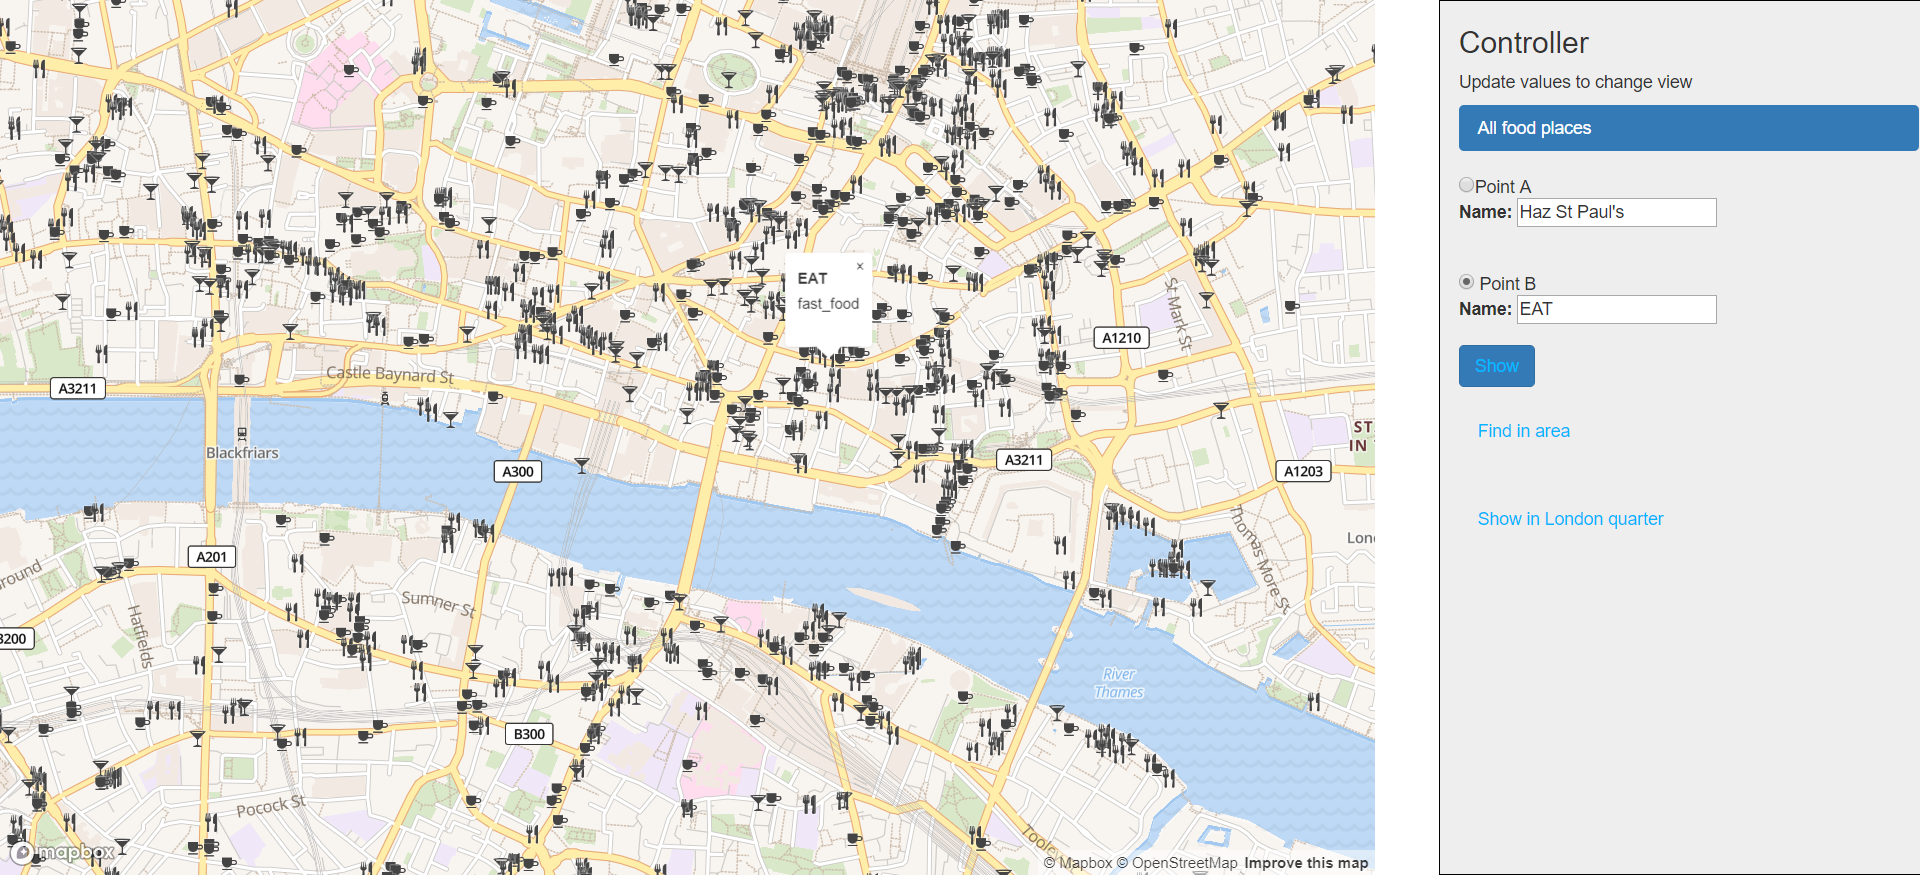 Controller
Update values to change view
All food places
Point A
Name: Haz St Paul's
Point B
Name: EAT
Show
Find in area
Show in London quarter
EAT ×
fast_food
St Mark St
A1210
A3211
Castle Baynard St
Blackfriars
A300
A3211
A1203
ST
IN
A201
Thomas More St
Lon
round
Hatfields
Sumner St
B200
River
Thames
B300
Pocock St
Toole
mapbox
© Mapbox © OpenStreetMap Improve this map